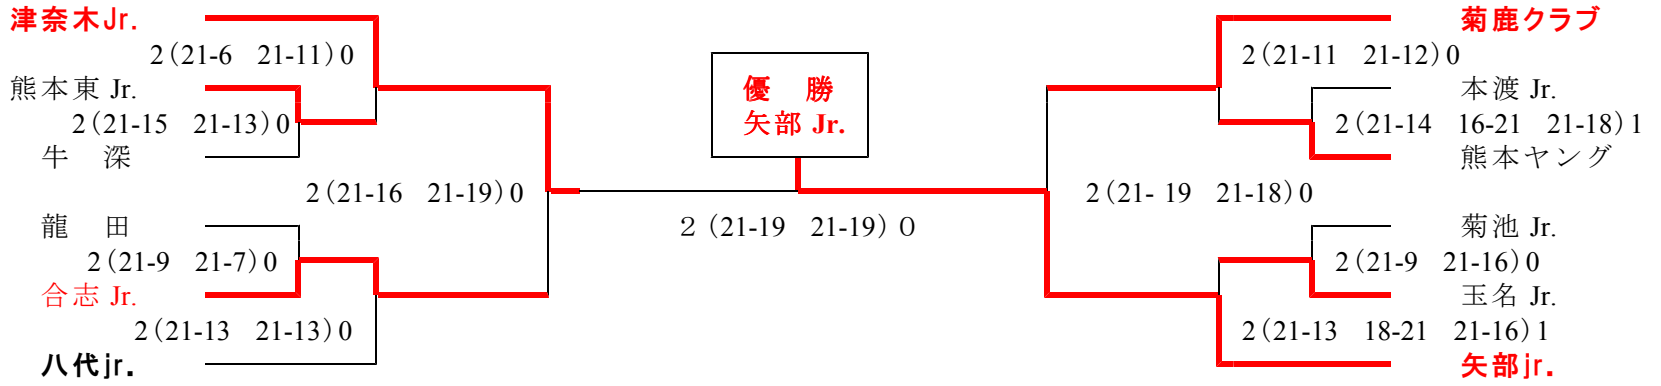 津奈木Jr.
2(21-6 21-11)0
熊本東 Jr.
2(21-15 21-13)0
牛 深
2(21-16 21-19)0
龍 田
2(21-9 21-7)0
合志 Jr.
2(21-13 21-13)0
八代jr.
優 勝
矢部 Jr.
２(21-19 21-19)０
菊鹿クラブ
2(21-11 21-12)0
本渡 Jr.
2(21-14 16-21 21-18)1
熊本ヤング
2(21- 19 21-18)0
菊池 Jr.
2(21-9 21-16)0
玉名 Jr.
2(21-13 18-21 21-16)1
矢部jr.